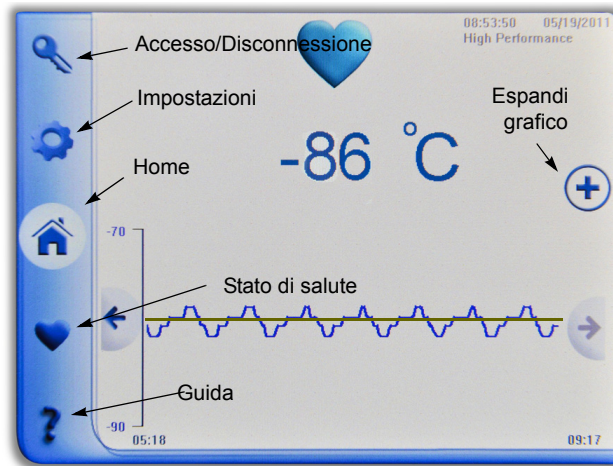 08:53:50 05/19/2011
High Performance
Accesso/Disconnessione
Impostazioni
Espandi
grafico
-86 °C
Home
-70
Stato di salute
Guida
-90
05:18
09:17